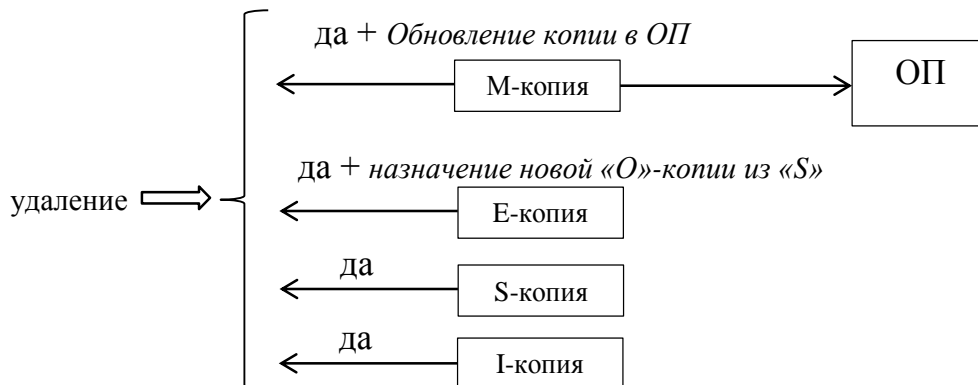 да + Обновление копии в ОП
М-копия
ОП
да + назначение новой «О»-копии из «S»
удаление
Е-копия
да
S-копия
да
I-копия